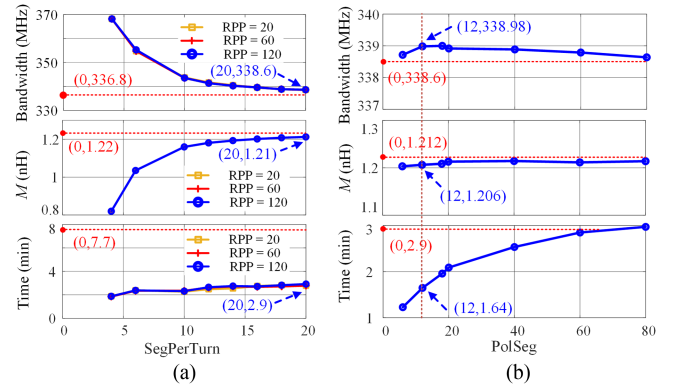 Bandwidth (MHz)
370
350
330
RPP = 20
RPP = 60
RPP = 120
(0,336.8)
(20,338.6)
M (nH)
1.2
1
0.8
(0,1.22)
(20,1.21)
RPP = 20
RPP = 60
RPP = 120
Time (min)
8
6
4
2
0
(0,7.7)
RPP = 20
RPP = 60
RPP = 120
(20,2.9)
0 5 10 15 20
SegPerTurn
(a)
Bandwidth (MHz)
340
339
338
337
(12,338.98)
(0,338.6)
M (nH)
1.3
1.2
1.1
(0,1.212)
(12,1.206)
Time (min)
3
2
1
(0,2.9)
(12,1.64)
0 20 40 60 80
PolSeg
(b)